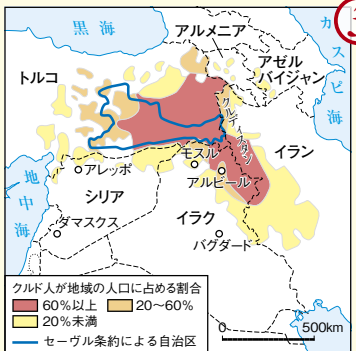 黒海
アルメニア
カスピ海
アゼル
バイジャン
トルコ
クルディスタン
イラン
モスル
アレッポ
アルビール
地中海
シリア
イラク
ダマスクス
バグダード
クルド人が地域の人口に占める割合
60%以上 20〜60%
20%未満
セーヴル条約による自治区
0 500km